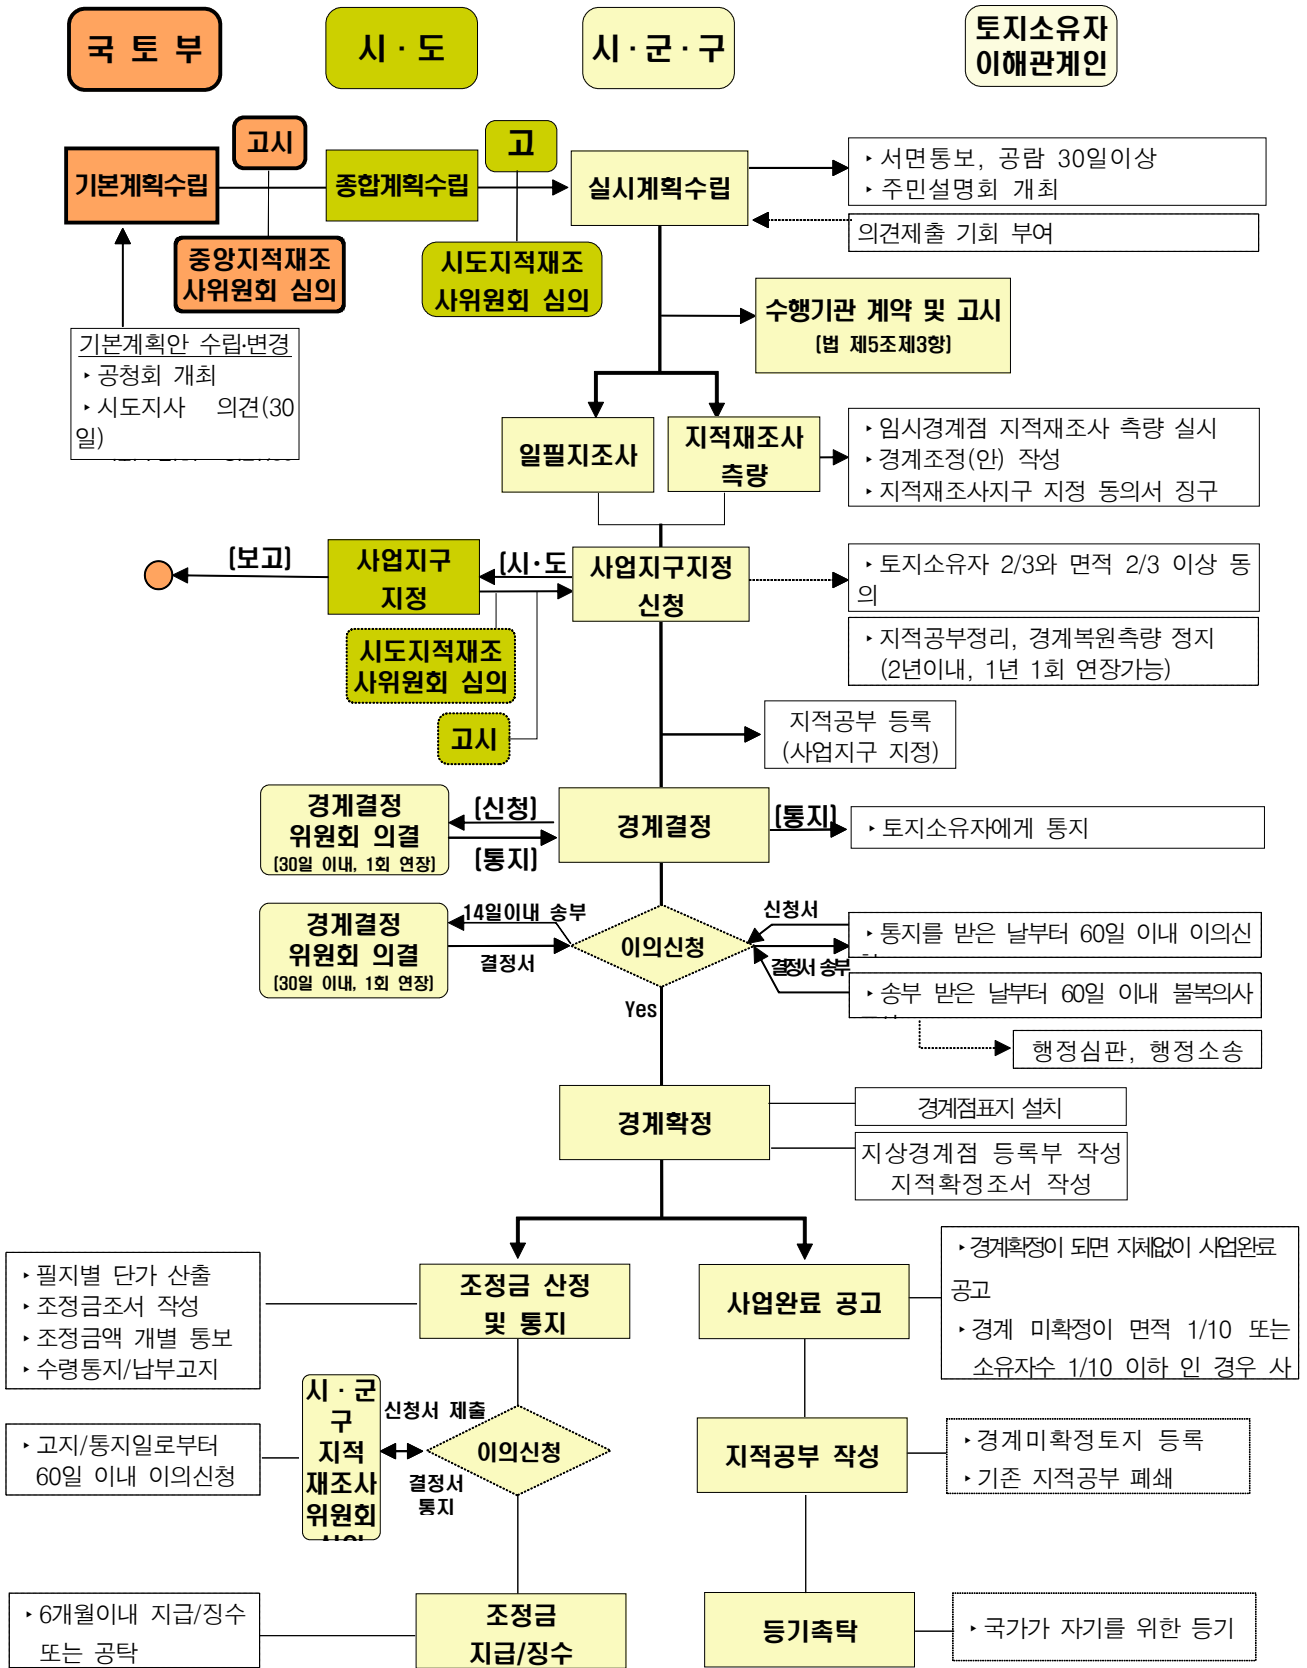 국 토 부
시 · 도
시 · 군 · 구
토지소유자
이해관계인
고시
고
기본계획수립
종합계획수립
실시계획수립
‣ 서면통보, 공람 30일이상
‣ 주민설명회 개최
의견제출 기회 부여
중앙지적재조
사위원회 심의
시도지적재조
사위원회 심의
수행기관 계약 및 고시
(법 제5조제3항)
기본계획안 수립·변경
‣ 공청회 개최
‣ 시도지사 의견(30
일)
일필지조사
지적재조사
측량
‣ 임시경계점 지적재조사 측량 실시
‣ 경계조정(안) 작성
‣ 지적재조사지구 지정 동의서 징구
(보고)
사업지구
지정
(시·도
사업지구지정
신청
‣ 토지소유자 2/3와 면적 2/3 이상 동
의
시도지적재조
사위원회 심의
‣ 지적공부정리, 경계복원측량 정지
(2년이내, 1년 1회 연장가능)
고시
지적공부 등록
(사업지구 지정)
경계결정
위원회 의결
(30일 이내, 1회 연장)
(신청)
(통지)
경계결정
(통지)
‣ 토지소유자에게 통지
경계결정
위원회 의결
(30일 이내, 1회 연장)
14일이내 송부
결정서
이의신청
신청서
결정서 송부
‣ 통지를 받은 날부터 60일 이내 이의신
‣ 송부 받은 날부터 60일 이내 불복의사
Yes
행정심판, 행정소송
경계확정
경계점표지 설치
지상경계점 등록부 작성
지적확정조서 작성
‣ 필지별 단가 산출
‣ 조정금조서 작성
‣ 조정금액 개별 통보
‣ 수령통지/납부고지
조정금 산정
및 통지
사업완료 공고
‣ 경계확정이 되면 지체없이 사업완료
공고
‣ 경계 미확정이 면적 1/10 또는
소유자수 1/10 이하 인 경우 사
‣ 고지/통지일로부터
60일 이내 이의신청
시 · 군
구
지적
재조사
위원회
신청서 제출
결정서
통지
이의신청
지적공부 작성
‣ 경계미확정토지 등록
‣ 기존 지적공부 폐쇄
‣ 6개월이내 지급/징수
또는 공탁
조정금
지급/징수
등기촉탁
‣ 국가가 자기를 위한 등기